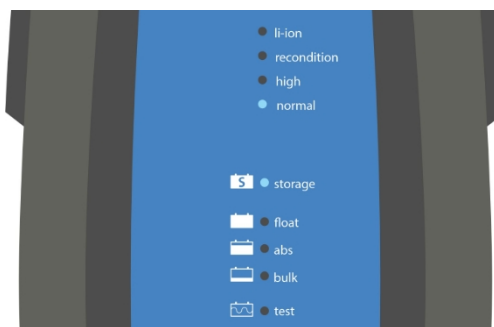 li-ion
recondition
high
normal
S storage
float
abs
bulk
test